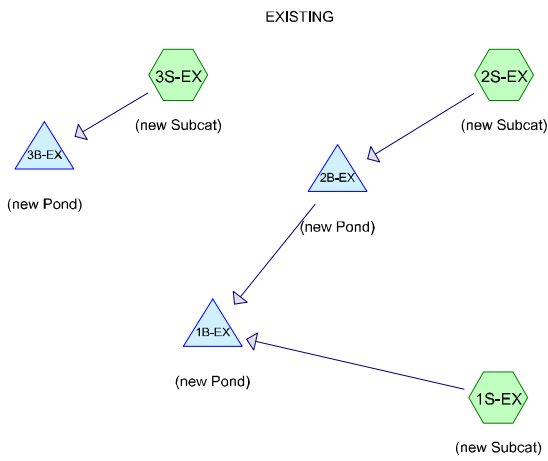 EXISTING
3S-EX
2S-EX
(new Subcat)
(new Subcat)
3B-EX
2B-EX
(new Pond)
(new Pond)
1B-EX
(new Pond)
1S-EX
(new Subcat)